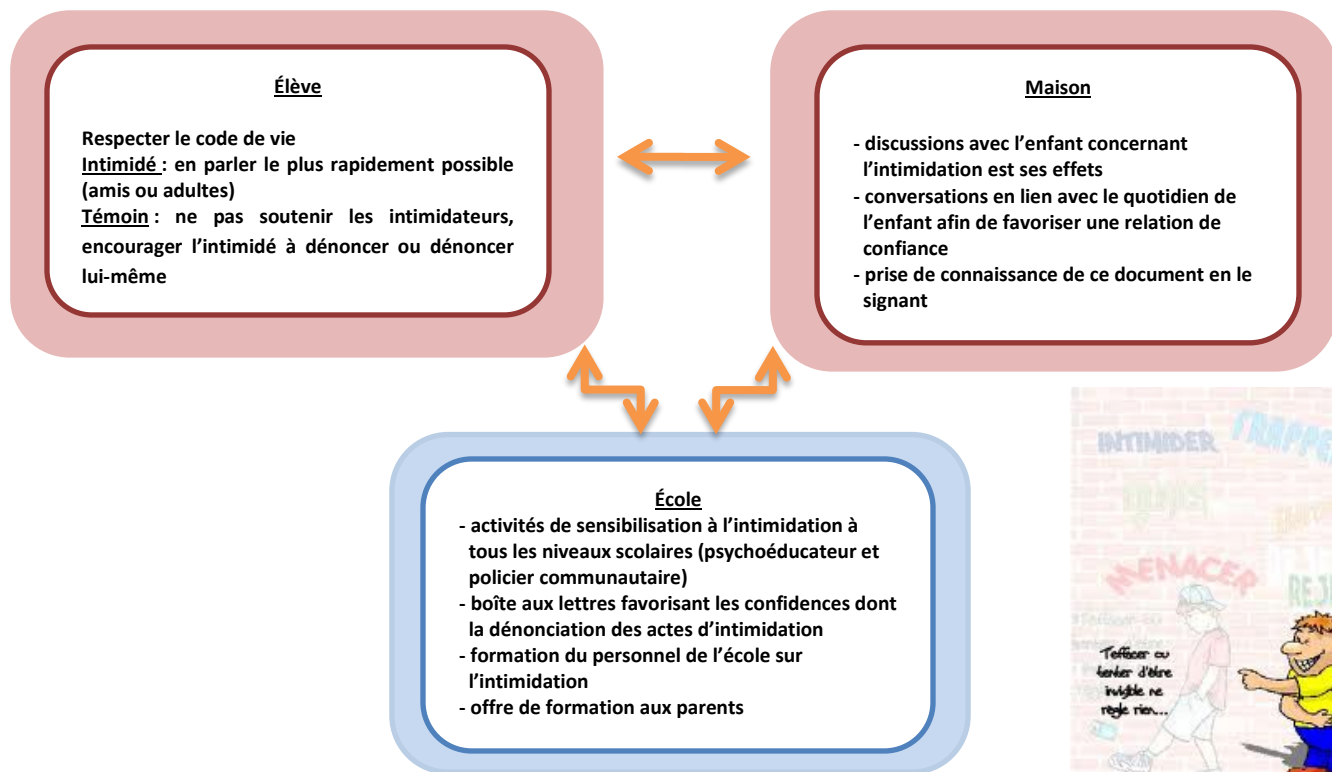 Élève
Respecter le code de vie
Intimidé : en parler le plus rapidement possible
(amis ou adultes)
Témoin : ne pas soutenir les intimidateurs,
encourager l’intimidé à dénoncer ou dénoncer
lui-même
Maison
- discussions avec l’enfant concernant
l’intimidation est ses effets
- conversations en lien avec le quotidien de
l’enfant afin de favoriser une relation de
confiance
- prise de connaissance de ce document en le
signant
École
- activités de sensibilisation à l’intimidation à
tous les niveaux scolaires (psychoéducateur et
policier communautaire)
- boîte aux lettres favorisant les confidences dont
la dénonciation des actes d’intimidation
- formation du personnel de l’école sur
l’intimidation
- offre de formation aux parents
INTIMIDER
FRAPPE
MENACER
REJ
T'effacer ou
tenter d'être
invisible ne
règle rien...